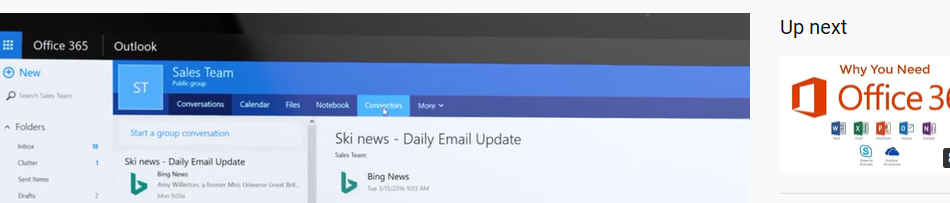 Up next
Office 365
Outlook
New
Search Sales Team
Folders
Inbox 18
Clutter 1
Sent Items
Drafts 2
ST
Sales Team
Public group
Conversations
Calendar
Files
Notebook
Connectors
More
Start a group conversation
Ski news - Daily Email Update
Bing News
Amy Willerton, a former Miss Universe Great Brit...
Mon 9:03a
Ski news - Daily Email Update
Sales Team;
Bing News
Tue 3/15/2016 9:03 AM
Why You Need
Office 36